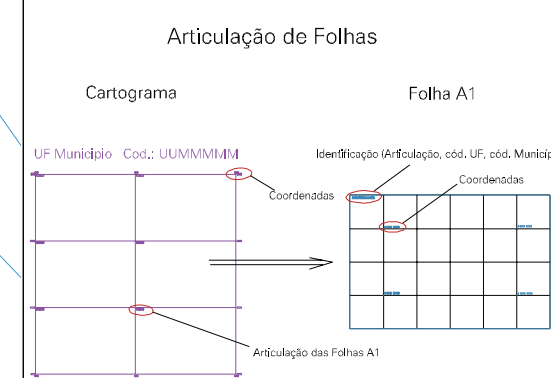 Articulação de Folhas
Cartograma
Folha A1
UF Municipio Cod.: UUMMMMM
Identificação (Articulação, cód. UF, cód. Municíp
Coordenadas
Coordenadas
Articulação das Folhas A1